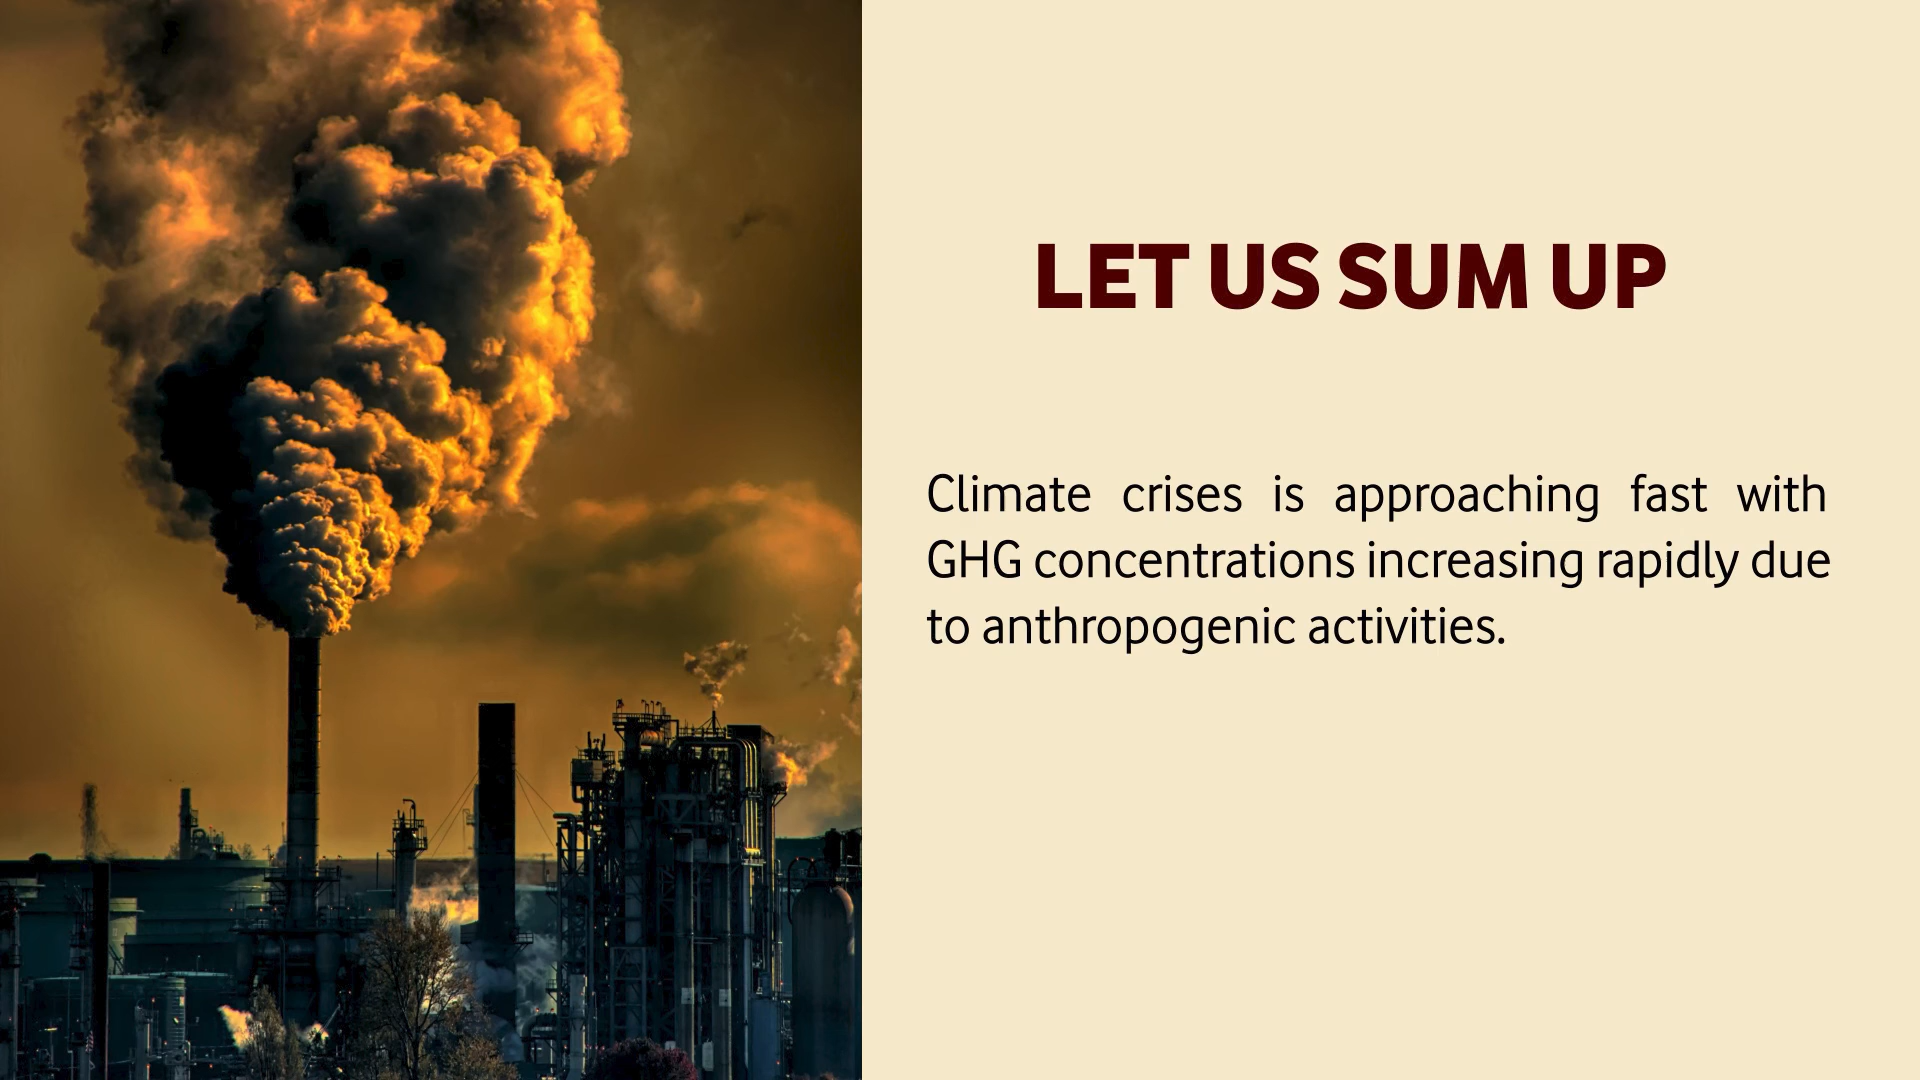 LET US SUM UP
Climate crises is approaching fast with
GHG concentrations increasing rapidly due
to anthropogenic activities.